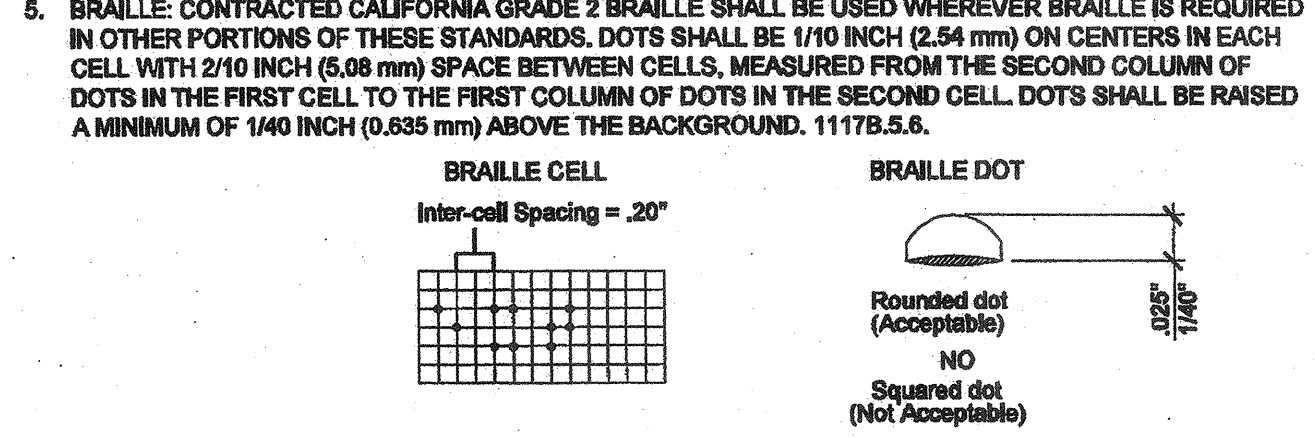 5. BRAILLE: CONTRACTED CALIFORNIA GRADE 2 BRAILLE SHALL BE USED WHEREVER BRAILLE IS REQUIRED
IN OTHER PORTIONS OF THESE STANDARDS. DOTS SHALL BE 1/10 INCH (2.54 mm) ON CENTERS IN EACH
CELL WITH 2/10 INCH (5.08 mm) SPACE BETWEEN CELLS, MEASURED FROM THE SECOND COLUMN OF
DOTS IN THE FIRST CELL TO THE FIRST COLUMN OF DOTS IN THE SECOND CELL. DOTS SHALL BE RAISED
A MINIMUM OF 1/40 INCH (0.635 mm) ABOVE THE BACKGROUND. 1117B.5.6.
BRAILLE CELL
Inter-cell Spacing = .20"
BRAILLE DOT
.025"
1/40"
Rounded dot
(Acceptable)
NO
Squared dot
(Not Acceptable)